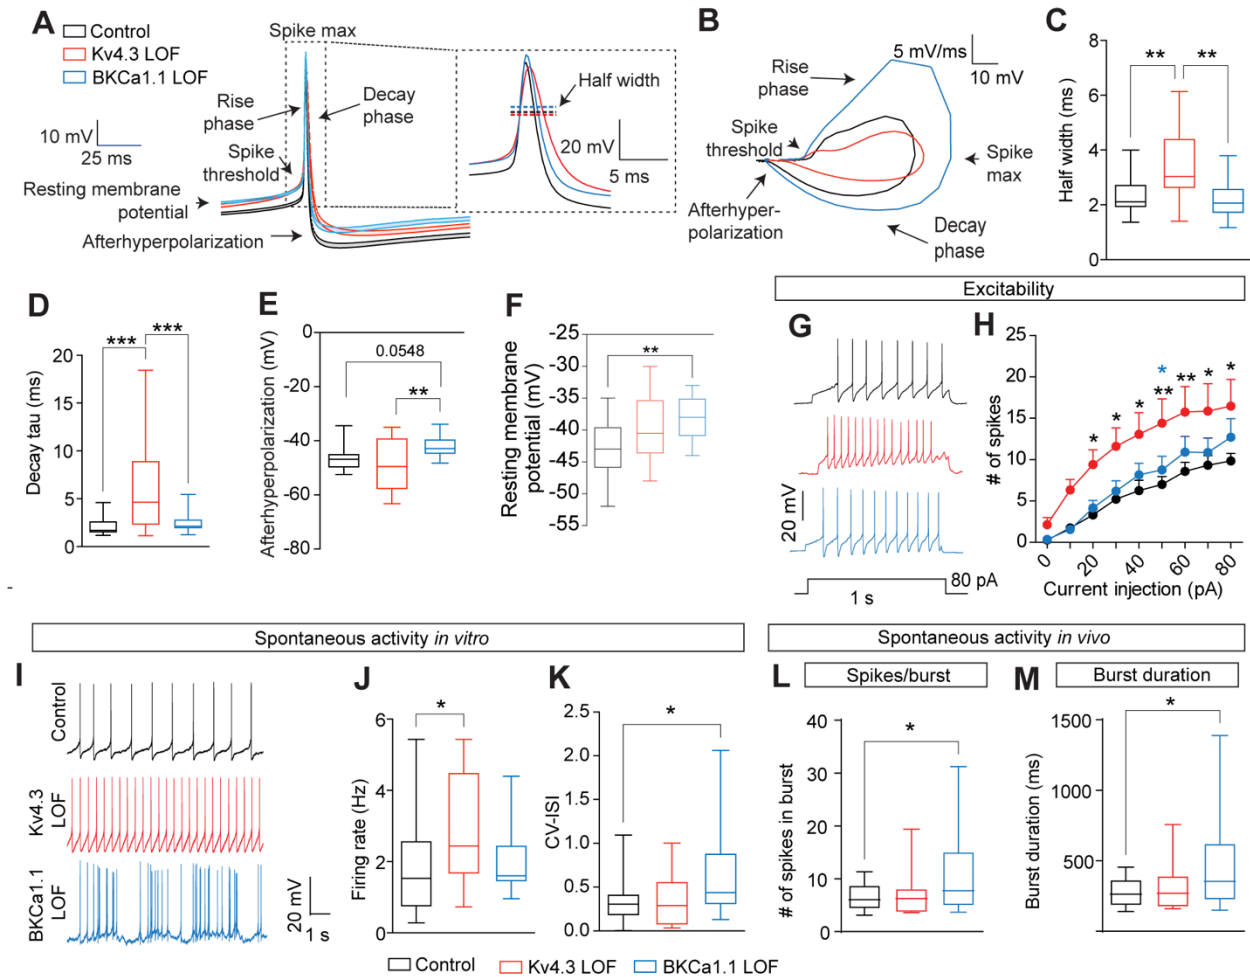 A
Control
Kv4.3 LOF
BKCa1.1 LOF
Spike max
Rise
phase
Decay
phase
Half width
10 mV
25 ms
Spike
threshold
20 mV
5 ms
Resting membrane
potential
Afterhyperpolarization
B
5 mV/ms
10 mV
Rise
phase
Spike
threshold
Spike
max
Afterhyper-
polarization
Decay
phase
C
Half width (ms)
8
6
4
2
0
**
**
D
Decay tau (ms)
20
15
10
5
0
***
***
E
Afterhyperpolarization (mV)
0
-20
-40
-60
-80
0.0548
**
F
Resting membrane
potential (mV)
-25
-30
-35
-40
-45
-50
-55
**
Excitability
G
20 mV
80 pA
1 s
H
# of spikes
25
20
15
10
5
0
* * * ** ** * *
*
0 20 40 60 80
Current injection (pA)
-
Spontaneous activity in vitro
I
Control
Kv4.3
LOF
BKCa1.1
LOF
20 mV
1 s
J
Firing rate (Hz)
6
4
2
0
*
K
CV-ISI
2.5
2.0
1.5
1.0
0.5
0.0
*
Spontaneous activity in vivo
L
Spikes/burst
# of spikes in burst
40
30
20
10
0
*
M
Burst duration
Burst duration (ms)
1500
1000
500
*
Control
Kv4.3 LOF
BKCa1.1 LOF